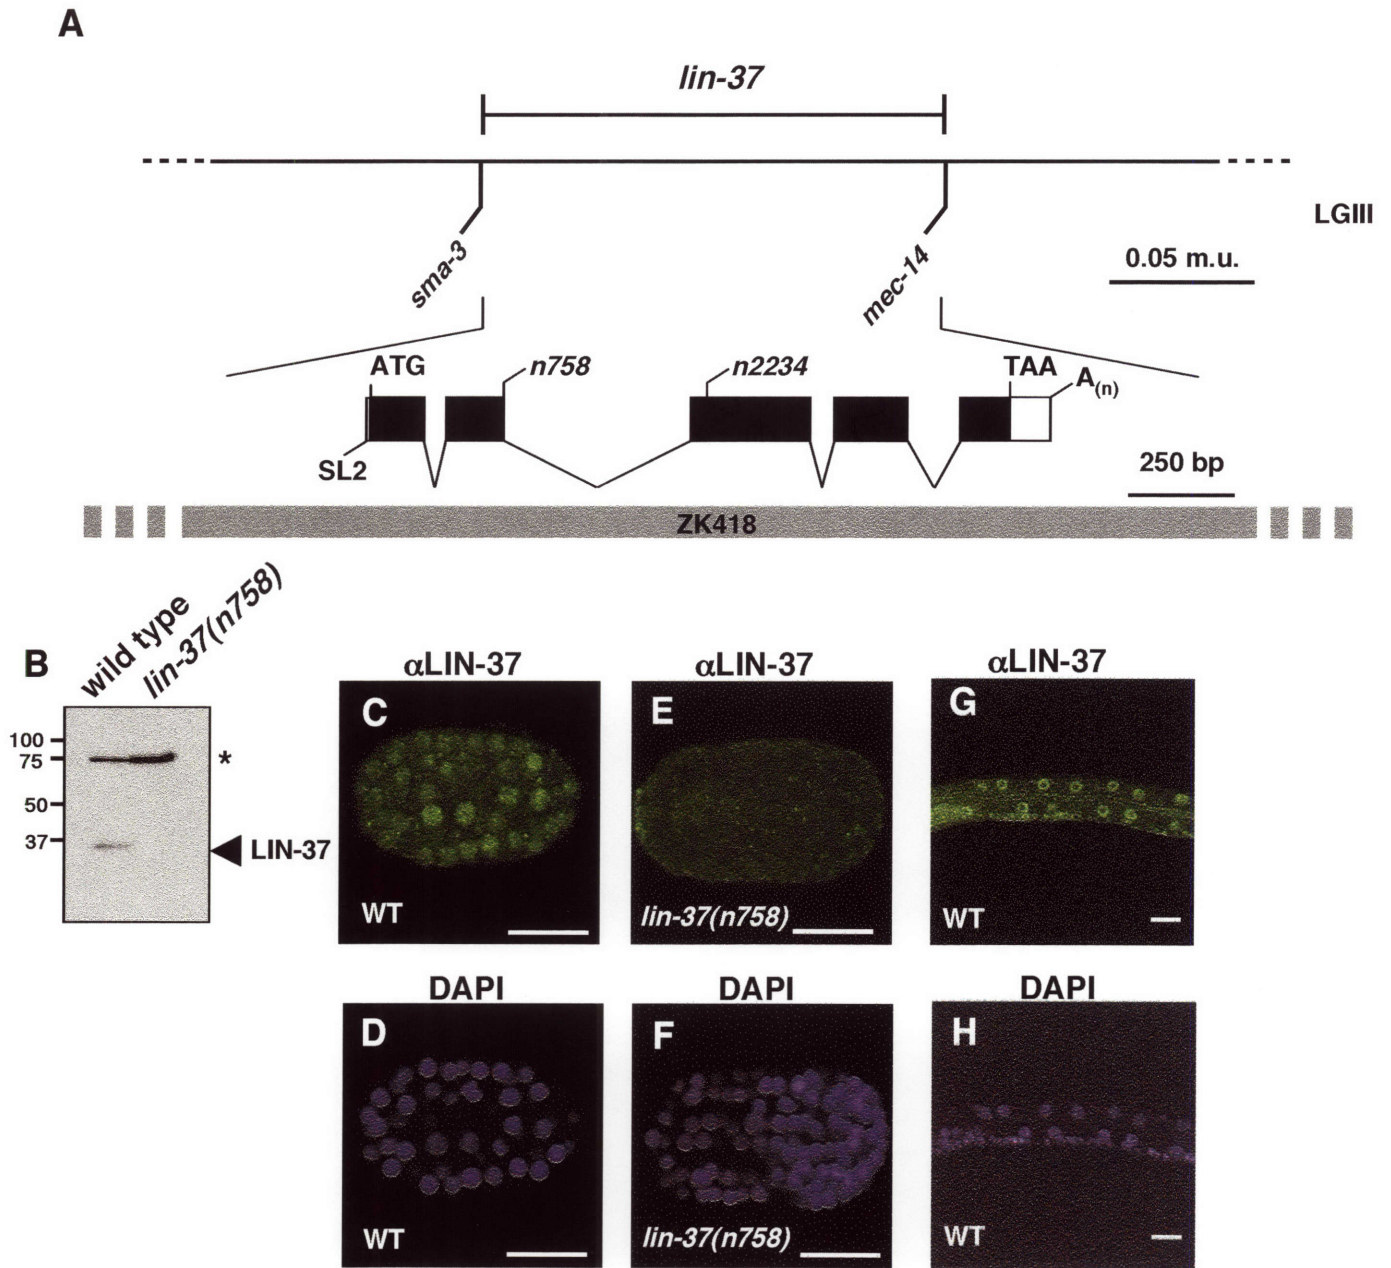 A
lin-37
LGIII
sma-3
mec-14
0.05 m.u.
ATG
n758
n2234
TAA
A(n)
SL2
250 bp
ZK418
B
wild type
lin-37(n758)
100
75
*
50
37
LIN-37
αLIN-37
C
WT
αLIN-37
E
lin-37(n758)
αLIN-37
G
WT
DAPI
D
WT
DAPI
F
lin-37(n758)
DAPI
H
WT